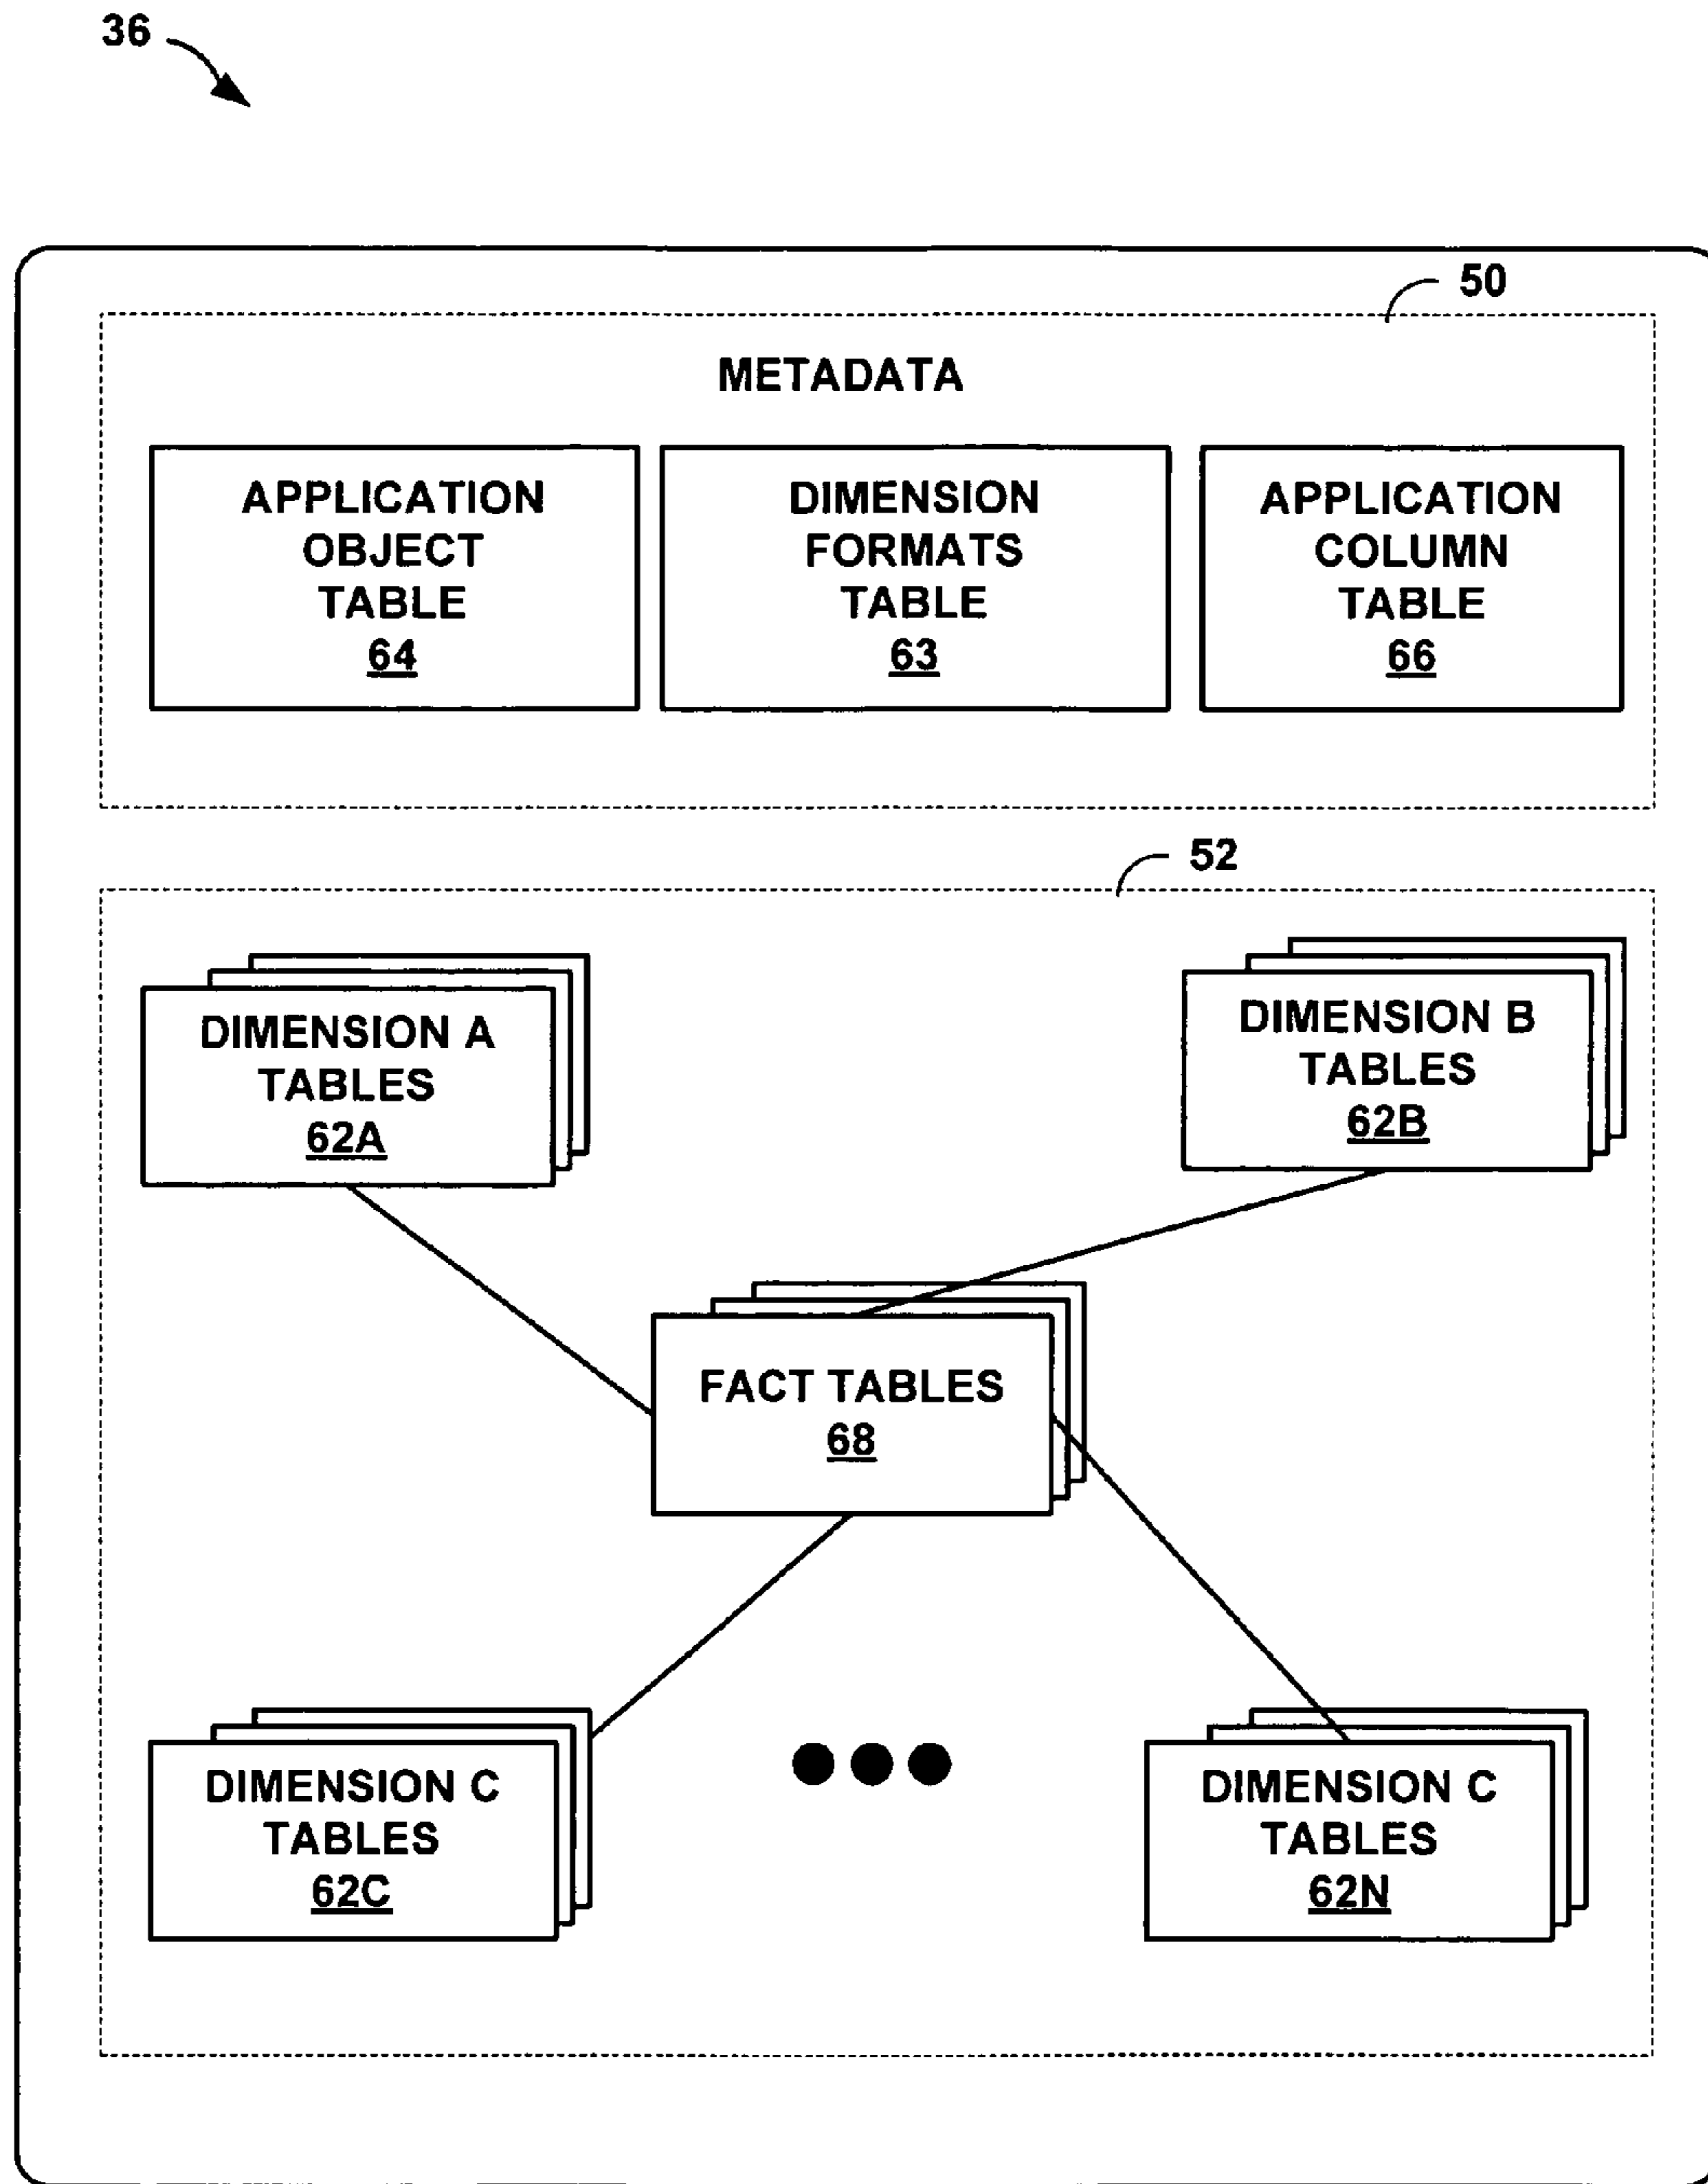 36
50
METADATA
APPLICATION
OBJECT
TABLE
64
DIMENSION
FORMATS
TABLE
63
APPLICATION
COLUMN
TABLE
66
52
DIMENSION A
TABLES
62A
DIMENSION B
TABLES
62B
FACT TABLES
68
DIMENSION C
TABLES
62C
DIMENSION C
TABLES
62N